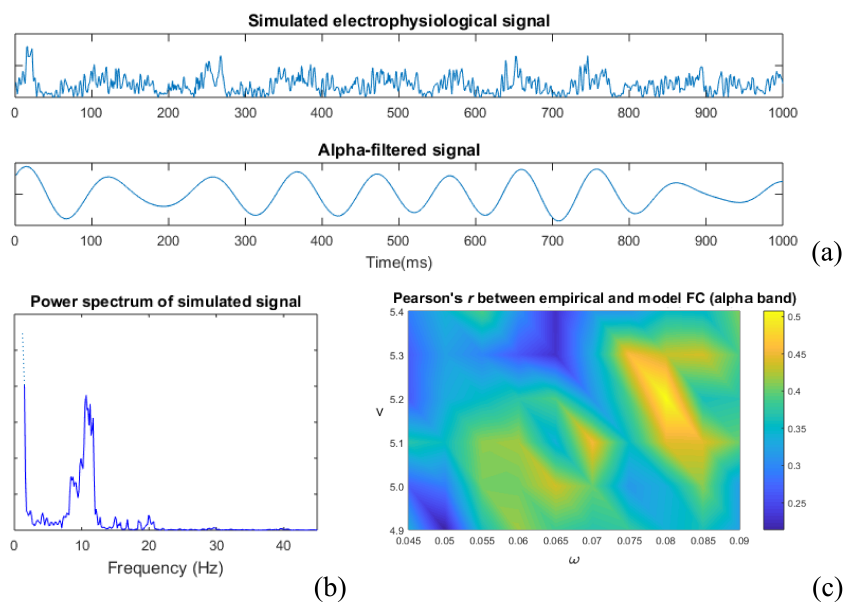 Simulated electrophysiological signal
0 100 200 300 400 500 600 700 800 900 1000
Alpha-filtered signal
0 100 200 300 400 500 600 700 800 900 1000
Time(ms)
(a)
Power spectrum of simulated signal
0 10 20 30 40
Frequency (Hz)
(b)
Pearson's r between empirical and model FC (alpha band)
5.4
5.3
5.2
v
5.1
5.0
4.9
0.045 0.05 0.055 0.06 0.065 0.07 0.075 0.08 0.085 0.09
ω
0.5
0.45
0.4
0.35
0.3
0.25
(c)